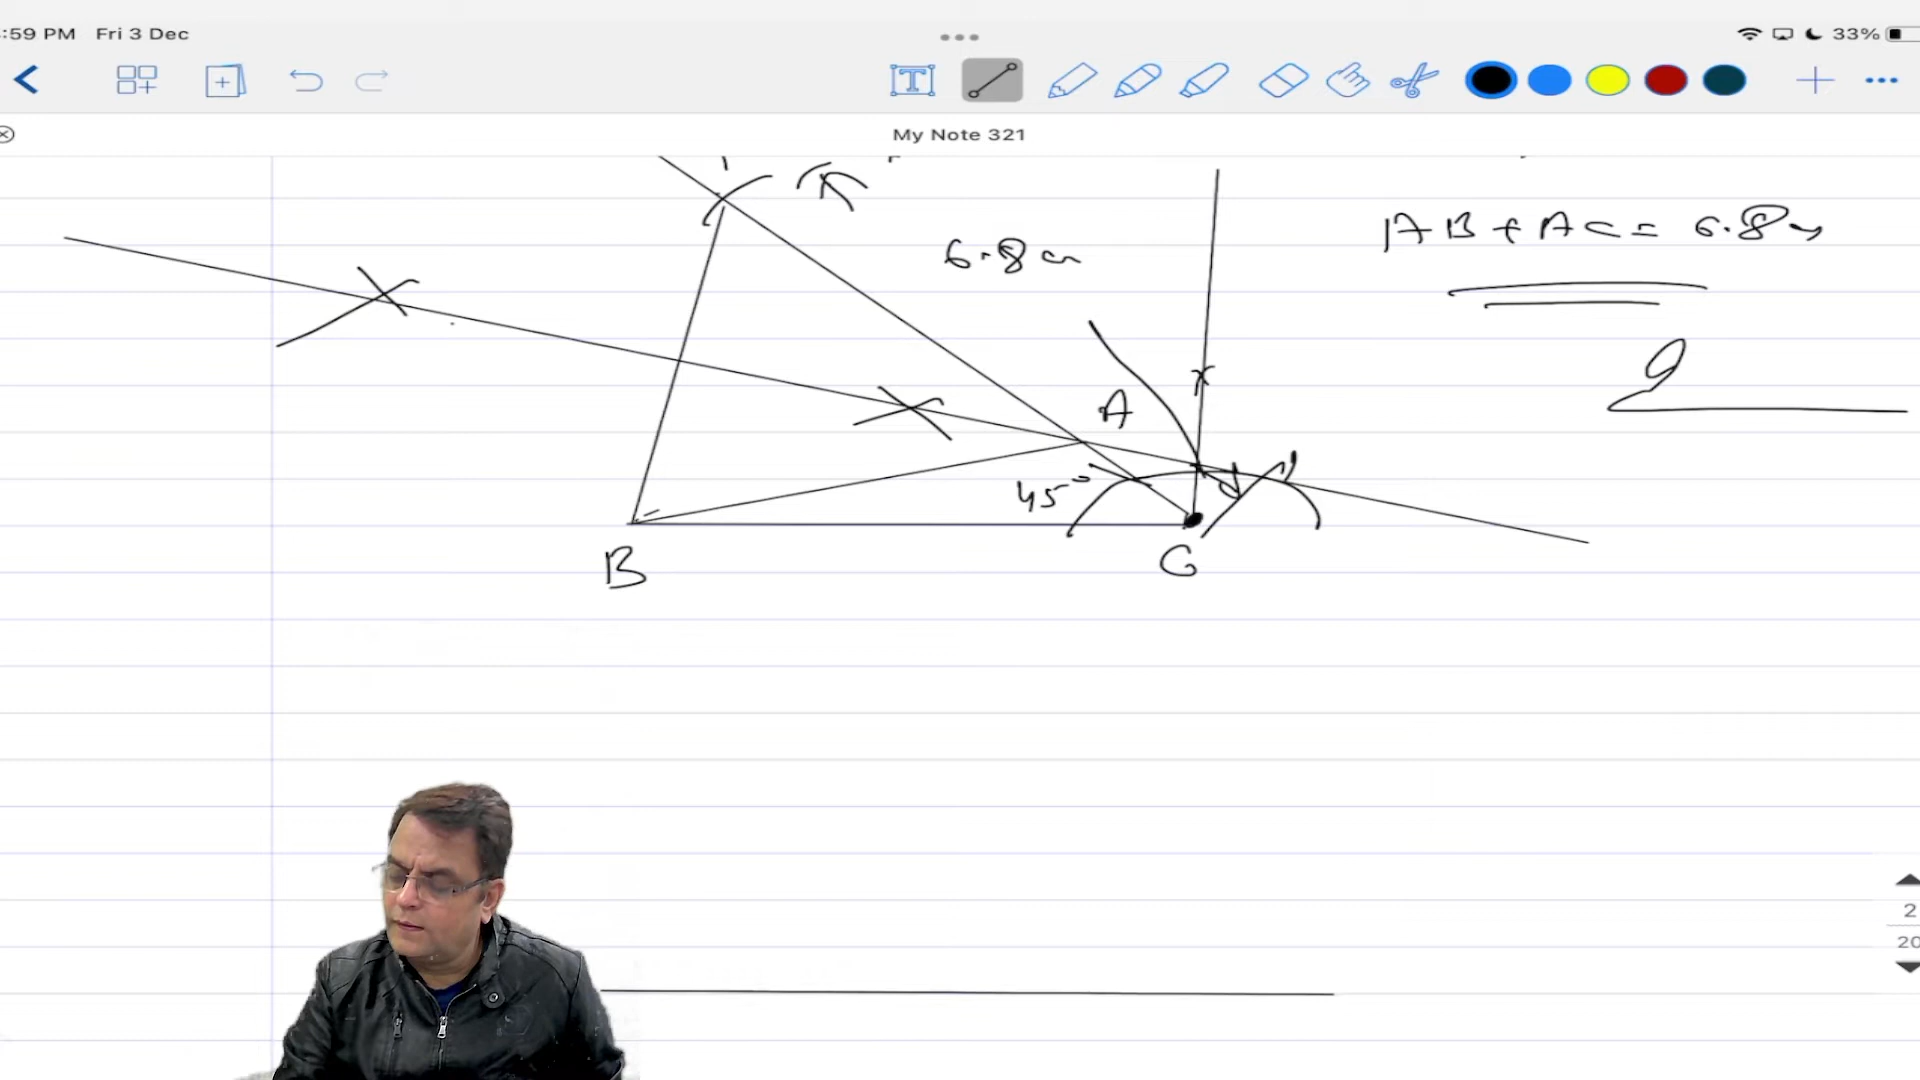 :59 PM Fri 3 Dec
33%
T
My Note 321
AB + AC = 6.8
6.8 cm
x
A
45°
B
C
2
20